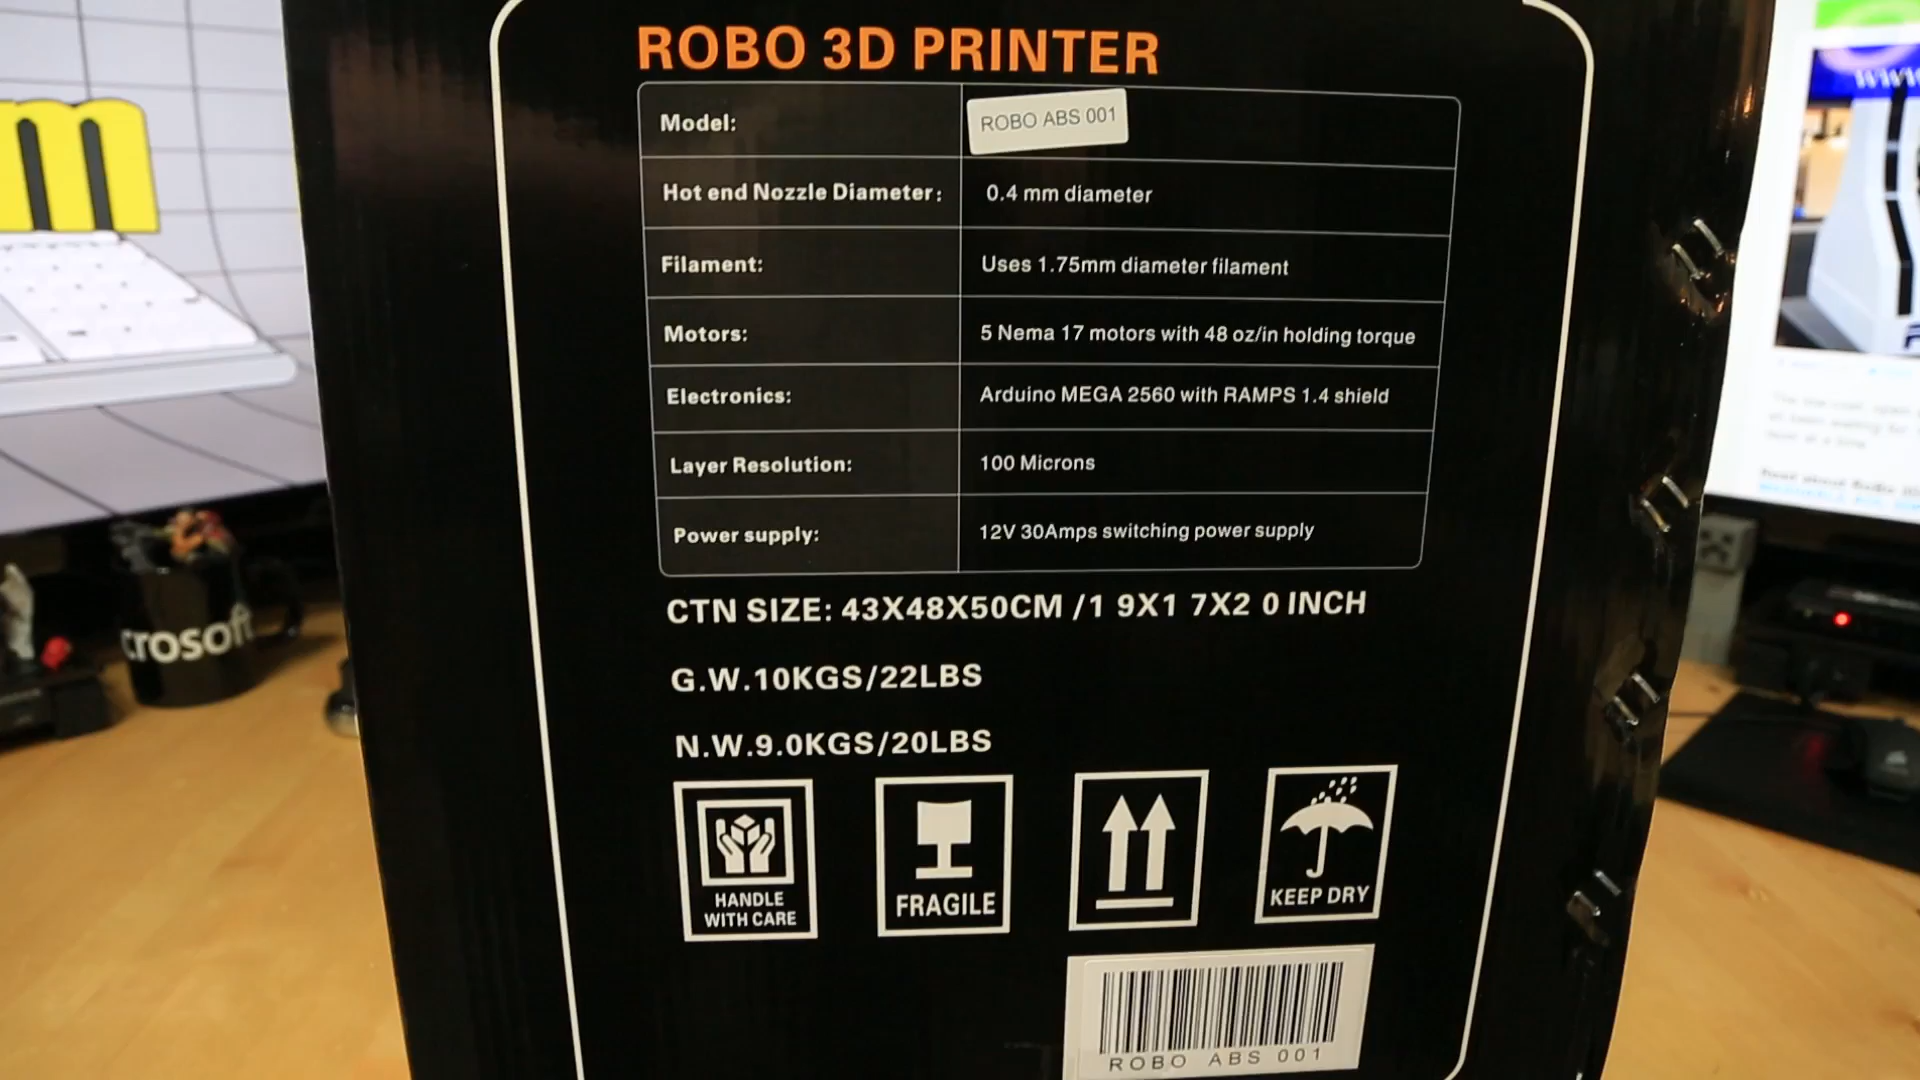 ROBO 3D PRINTER
Model: ROBO ABS 001
Hot end Nozzle Diameter: 0.4 mm diameter
Filament: Uses 1.75mm diameter filament
Motors: 5 Nema 17 motors with 48 oz/in holding torque
Electronics: Arduino MEGA 2560 with RAMPS 1.4 shield
Layer Resolution: 100 Microns
Power supply: 12V 30Amps switching power supply
CTN SIZE: 43X48X50CM /1 9X1 7X2 0 INCH
G.W.10KGS/22LBS
N.W.9.0KGS/20LBS
HANDLE
WITH CARE
FRAGILE
KEEP DRY
ROBO ABS 001
m
crosoft